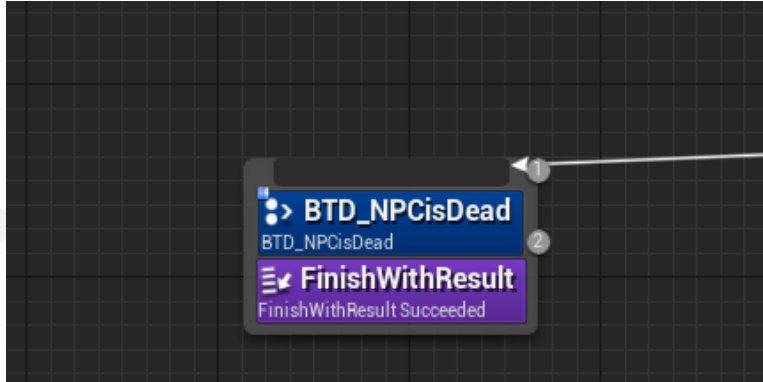 1
BTD_NPCisDead
BTD_NPCisDead
2
FinishWithResult
FinishWithResult Succeeded